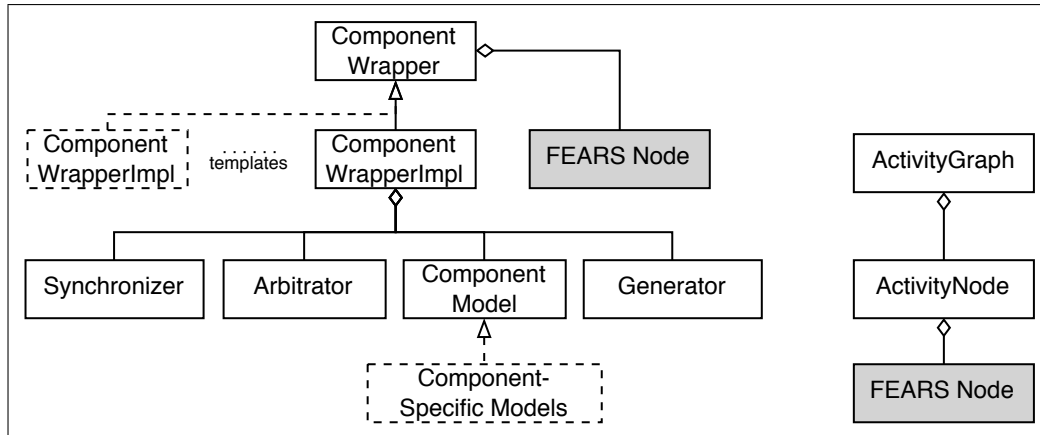 Component
Wrapper
Component
WrapperImpl
......
templates
Component
WrapperImpl
FEARS Node
ActivityGraph
Synchronizer
Arbitrator
Component
Model
Generator
ActivityNode
Component-
Specific Models
FEARS Node